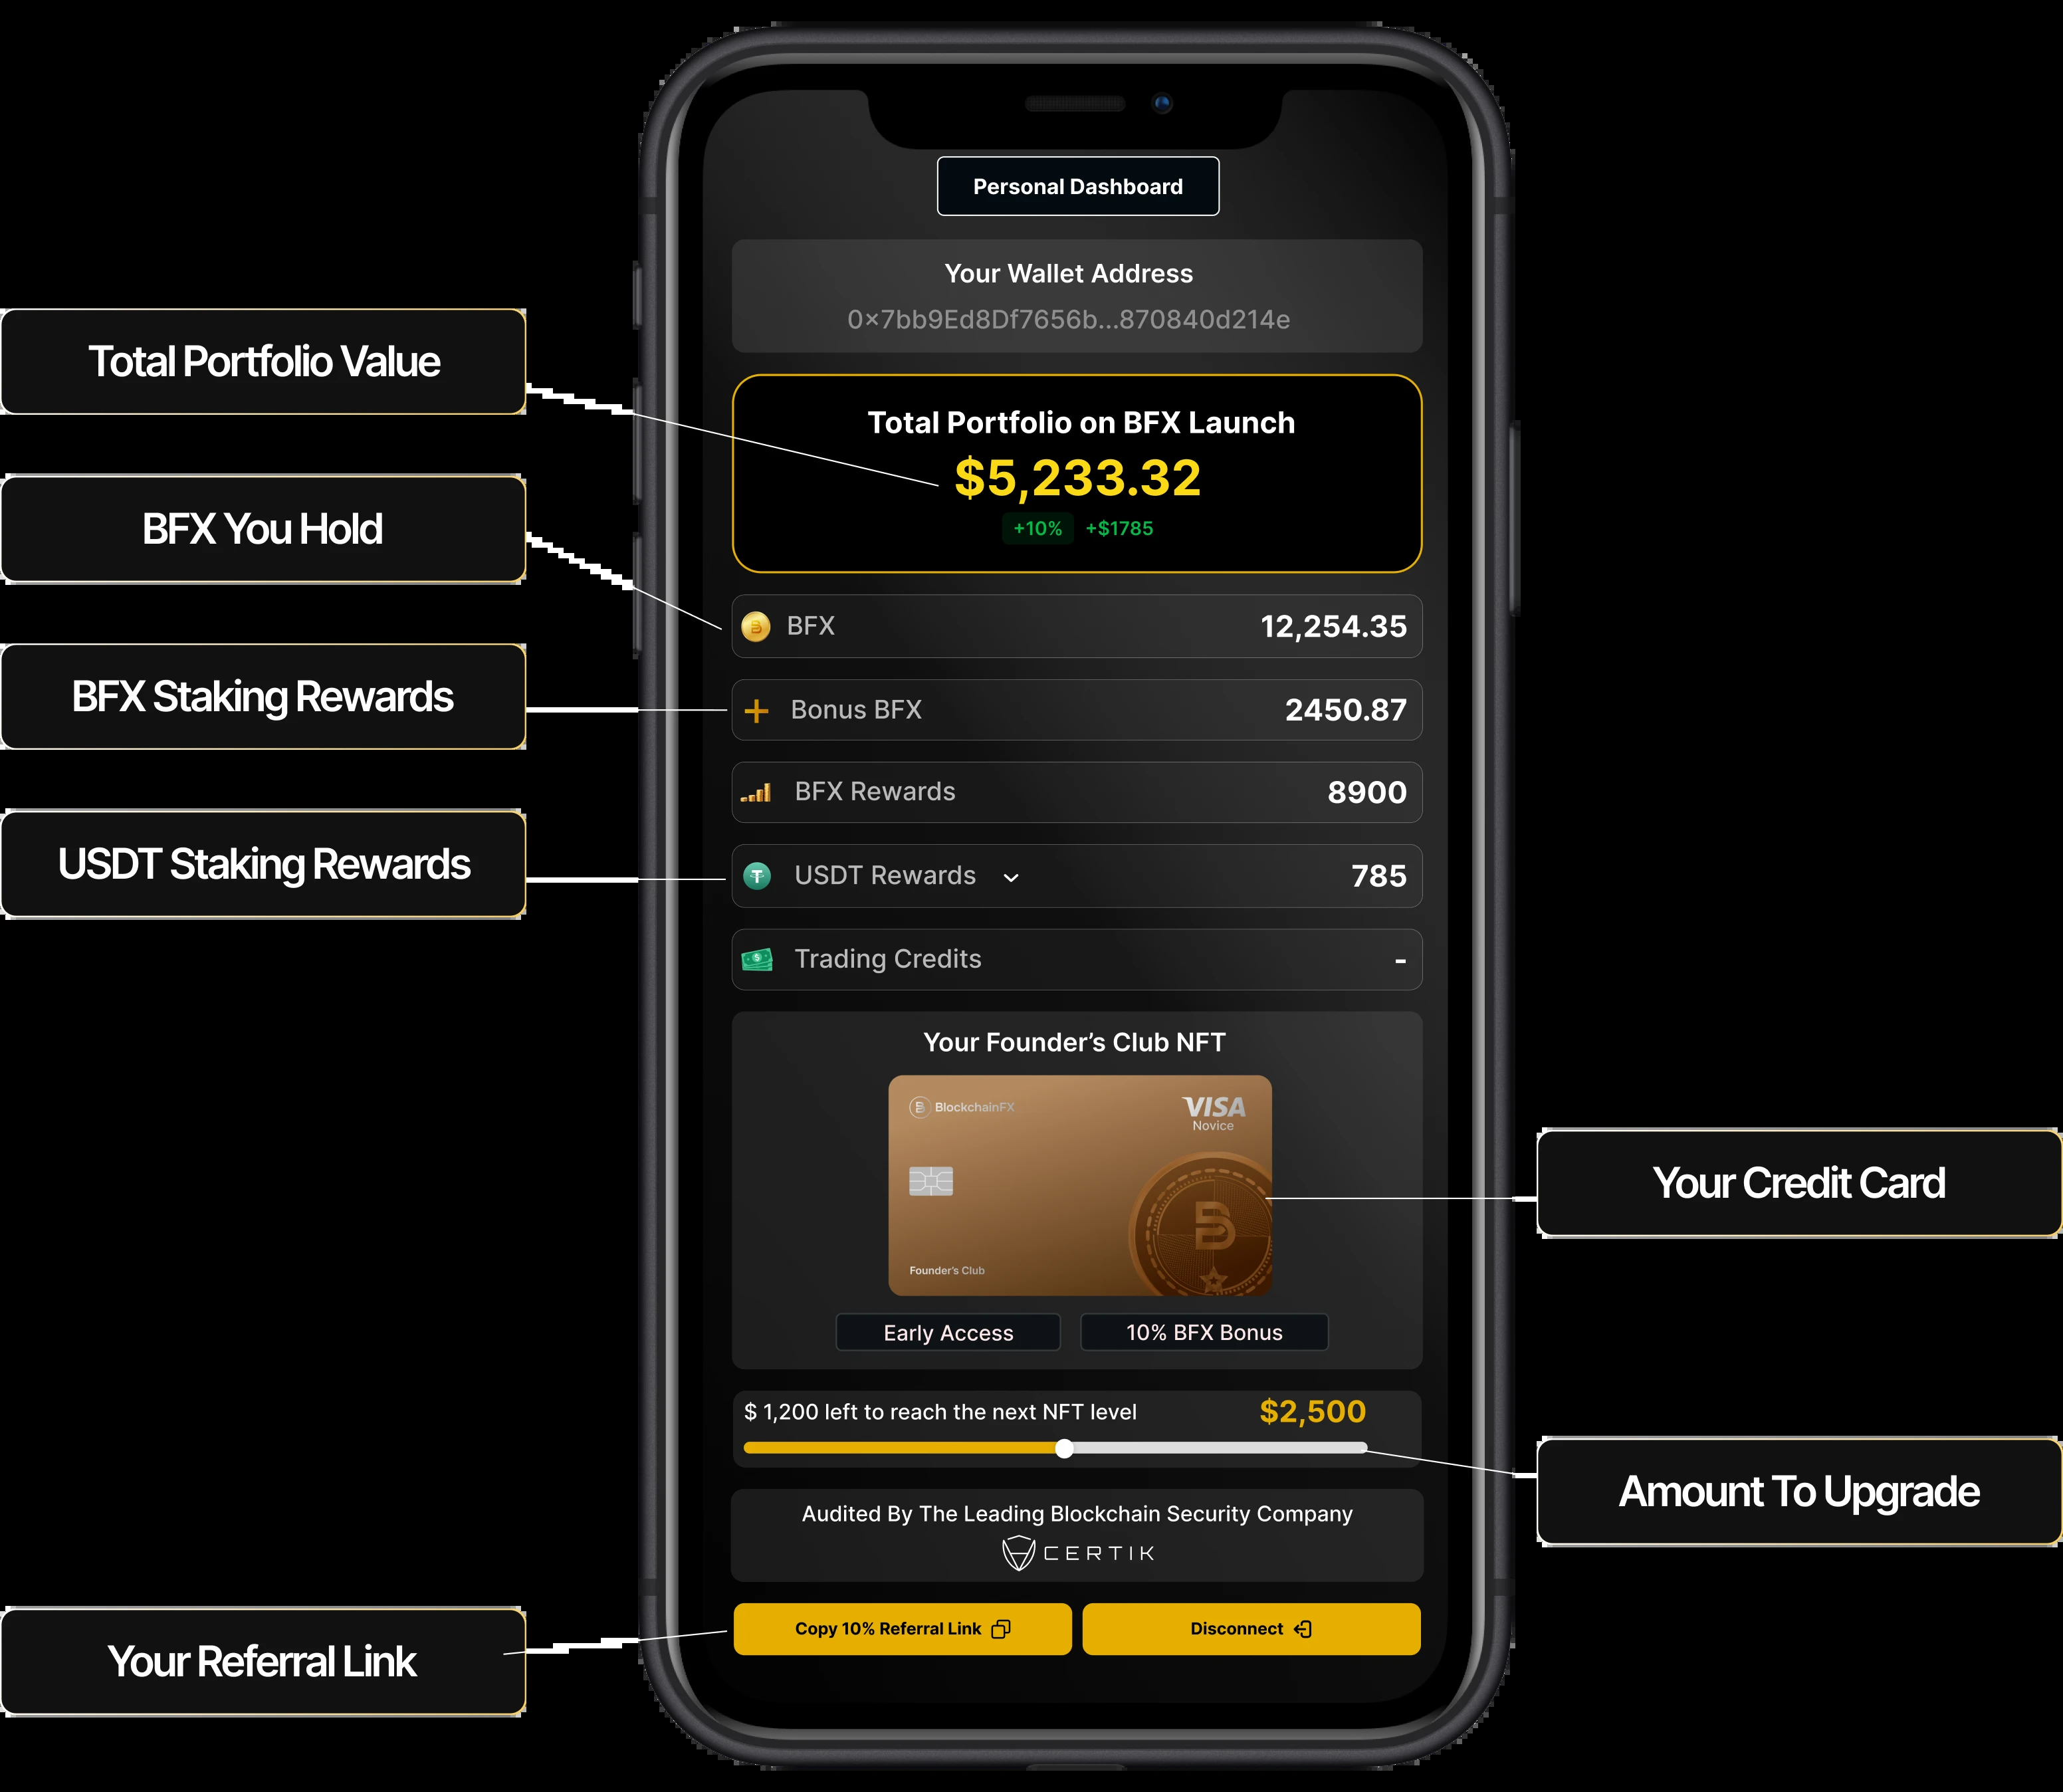 Personal Dashboard
Your Wallet Address
0×7bb9Ed8Df7656b...870840d214e
Total Portfolio Value
Total Portfolio on BFX Launch
$5,233.32
+10% +$1785
BFX You Hold
BFX 12,254.35
BFX Staking Rewards
Bonus BFX 2450.87
BFX Rewards 8900
USDT Staking Rewards
USDT Rewards 785
Trading Credits -
Your Founder’s Club NFT
BlockchainFX
VISA
Novice
Founder’s Club
Your Credit Card
Early Access
10% BFX Bonus
$ 1,200 left to reach the next NFT level $2,500
Amount To Upgrade
Audited By The Leading Blockchain Security Company
CERTIK
Your Referral Link
Copy 10% Referral Link
Disconnect